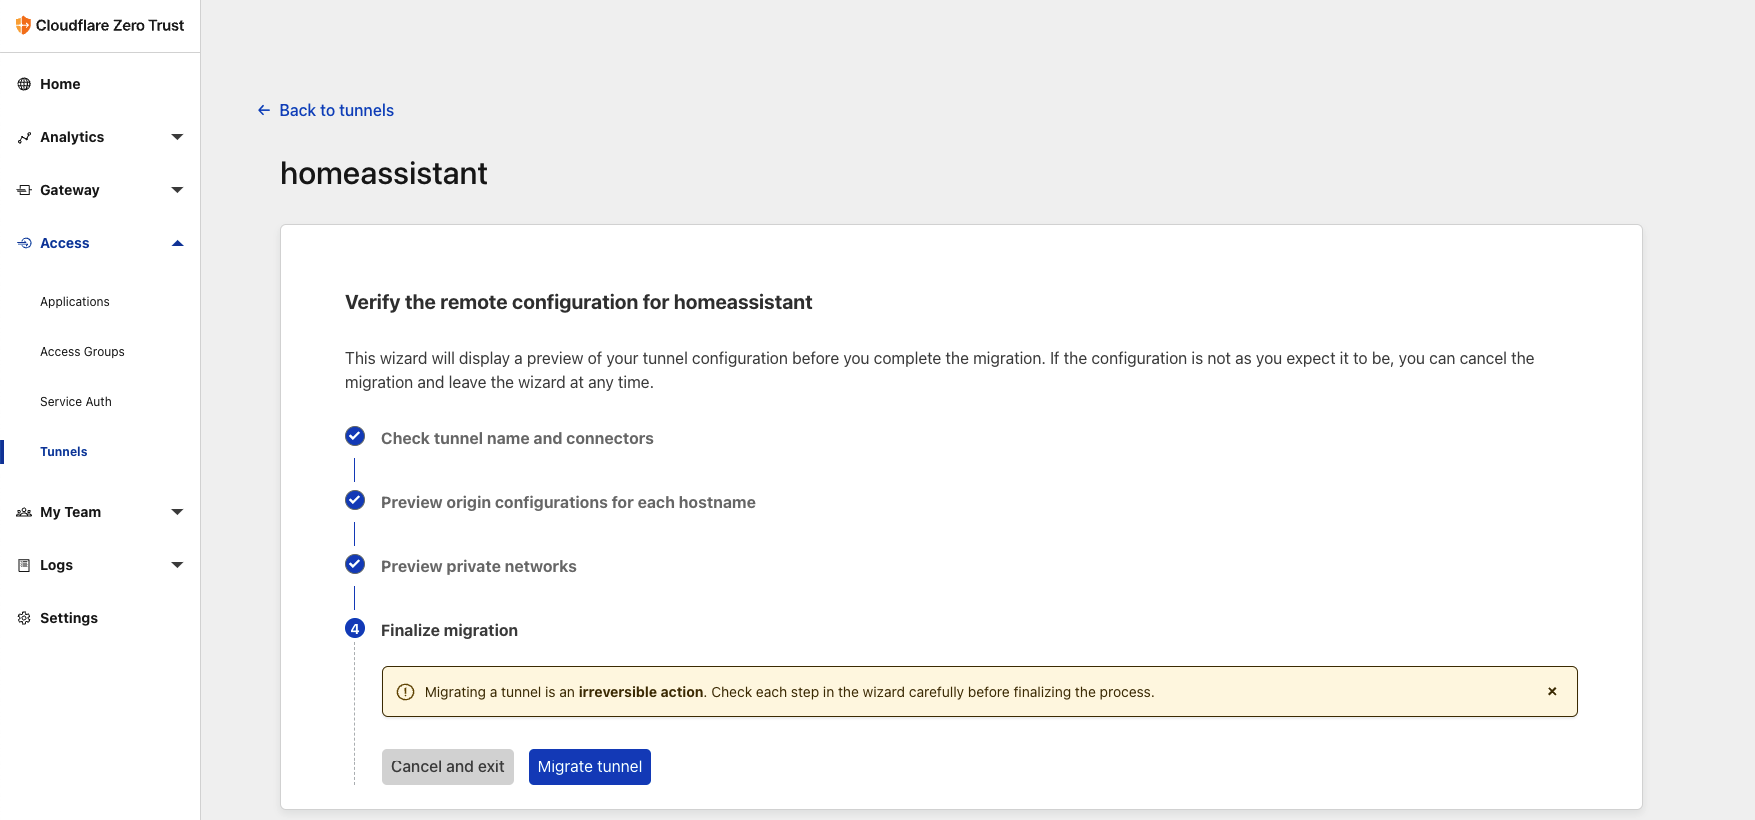 Cloudflare Zero Trust
Home
Analytics
Gateway
Access
Applications
Access Groups
Service Auth
Tunnels
My Team
Logs
Settings
Back to tunnels
homeassistant
Verify the remote configuration for homeassistant
This wizard will display a preview of your tunnel configuration before you complete the migration. If the configuration is not as you expect it to be, you can cancel the
migration and leave the wizard at any time.
Check tunnel name and connectors
Preview origin configurations for each hostname
Preview private networks
4 Finalize migration
Migrating a tunnel is an irreversible action. Check each step in the wizard carefully before finalizing the process.
Cancel and exit Migrate tunnel